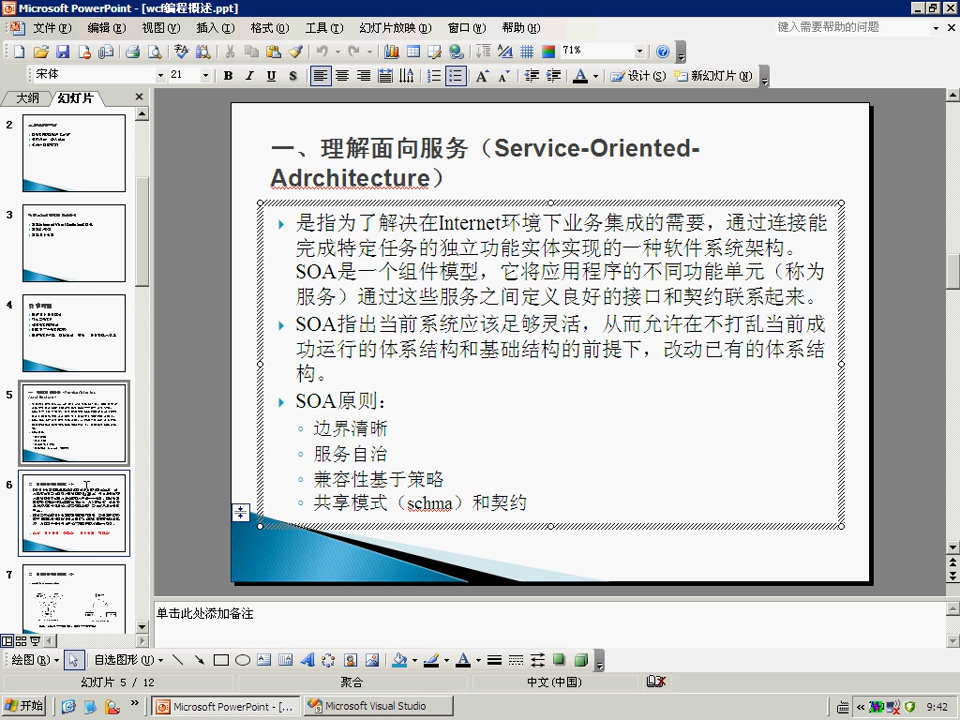 Microsoft PowerPoint - [wcf编程概述.ppt]
文件(F) 编辑(E) 视图(V) 插入(I) 格式(O) 工具(T) 幻灯片放映(D) 窗口(W) 帮助(H) 键入需要帮助的问题
71%
宋体 21 B I U S A A A 设计(S) 新幻灯片(N)
大纲 幻灯片
2
3
4
5
6
7
一、理解面向服务（Service-Oriented-
Adrchitecture）
是指为了解决在Internet环境下业务集成的需要，通过连接能
完成特定任务的独立功能实体实现的一种软件系统架构。
SOA是一个组件模型，它将应用程序的不同功能单元（称为
服务）通过这些服务之间定义良好的接口和契约联系起来。
SOA指出当前系统应该足够灵活，从而允许在不打乱当前成
功运行的体系结构和基础结构的前提下，改动已有的体系结
构。
SOA原则：
边界清晰
服务自治
兼容性基于策略
共享模式（schma）和契约
单击此处添加备注
绘图(R) 自选图形(U)
幻灯片 5 / 12 聚合 中文(中国)
开始 Microsoft PowerPoint - [... Microsoft Visual Studio 9:42